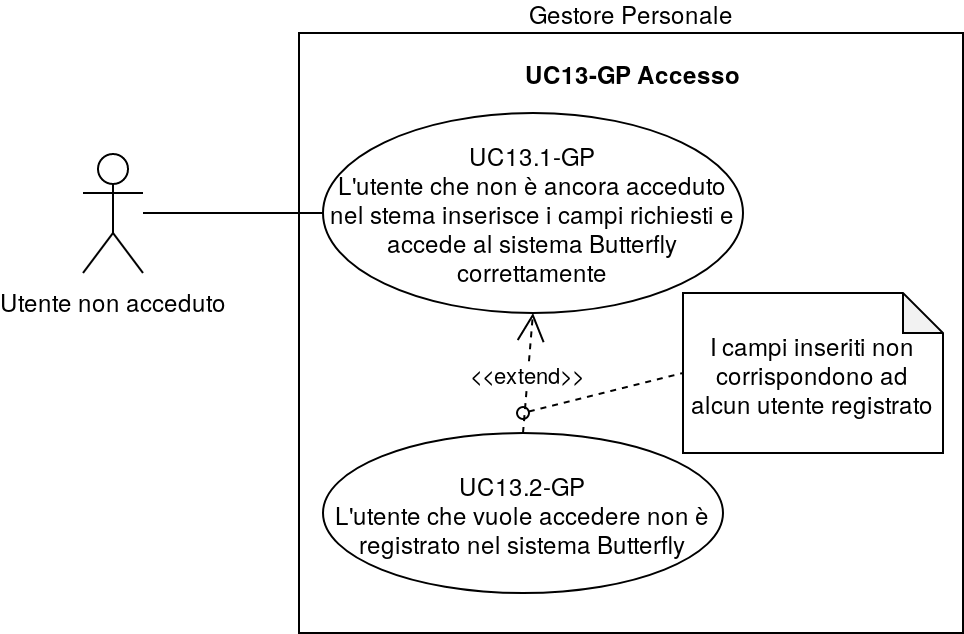 Gestore Personale
UC13-GP Accesso
UC13.1-GP
L'utente che non è ancora acceduto
nel stema inserisce i campi richiesti e
accede al sistema Butterfly
correttamente
Utente non acceduto
I campi inseriti non
corrispondono ad
alcun utente registrato
<<extend>>
UC13.2-GP
L'utente che vuole accedere non è
registrato nel sistema Butterfly